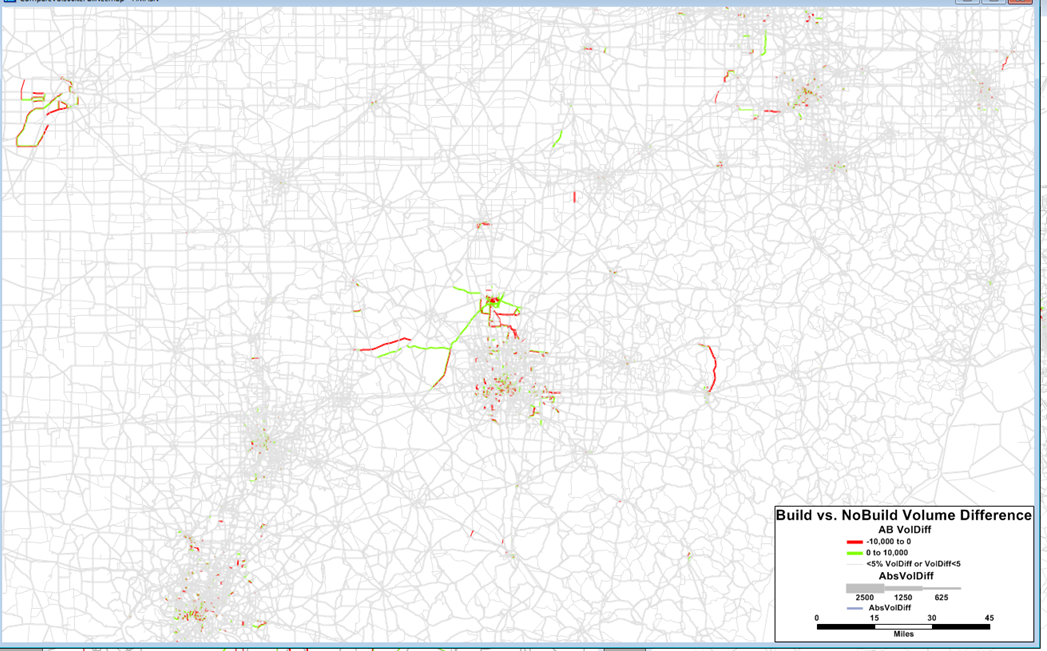 Build vs. NoBuild Volume Difference
AB VolDiff
-10,000 to 0
0 to 10,000
<5% VolDiff or VolDiff<5
AbsVolDiff
2500 1250 625
AbsVolDiff
0 15 30 45
Miles